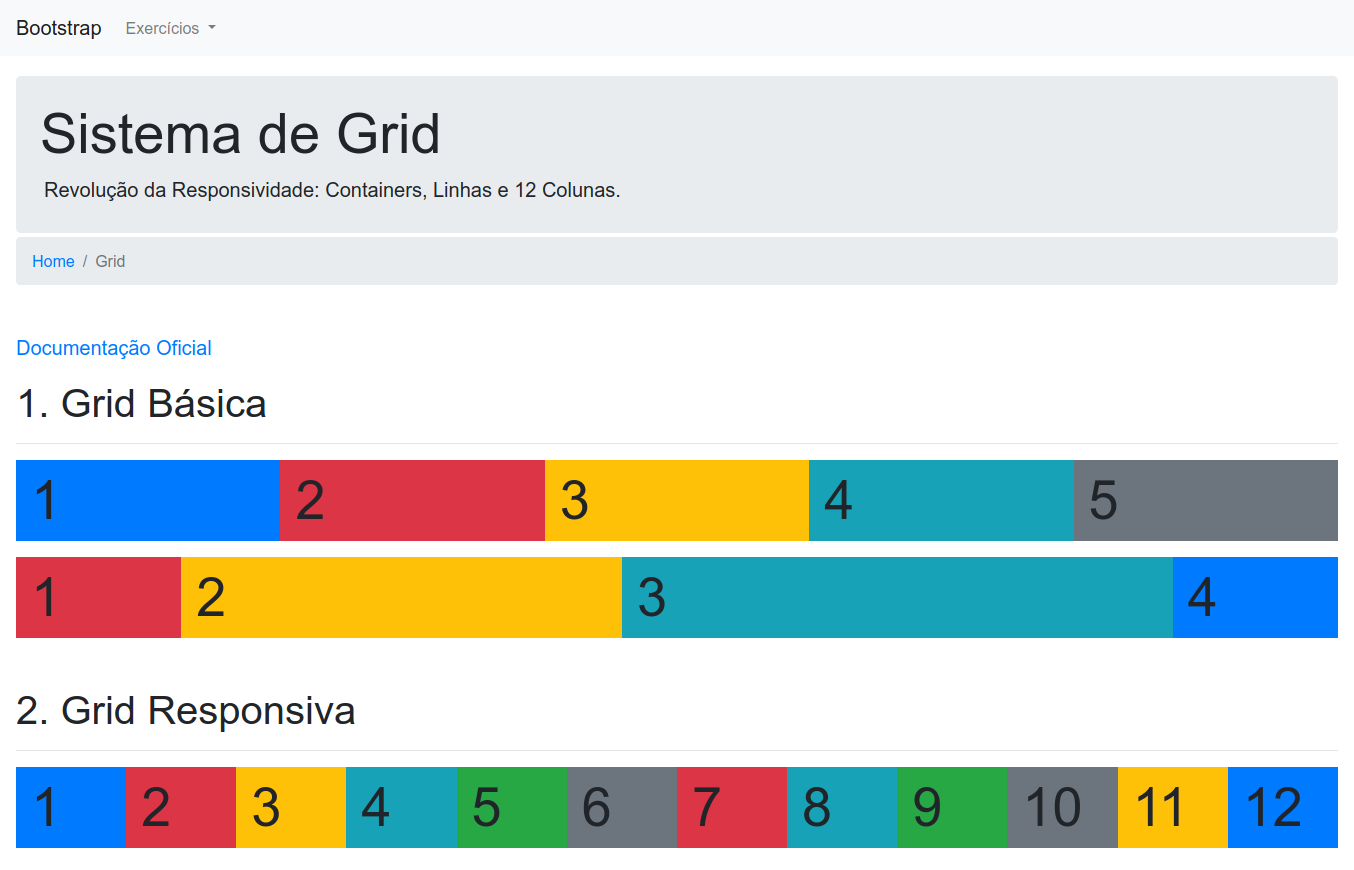 Bootstrap Exercícios
Sistema de Grid
Revolução da Responsividade: Containers, Linhas e 12 Colunas.
Home / Grid
Documentação Oficial
1. Grid Básica
1 2 3 4 5
1 2 3 4
2. Grid Responsiva
1 2 3 4 5 6 7 8 9 10 11 12